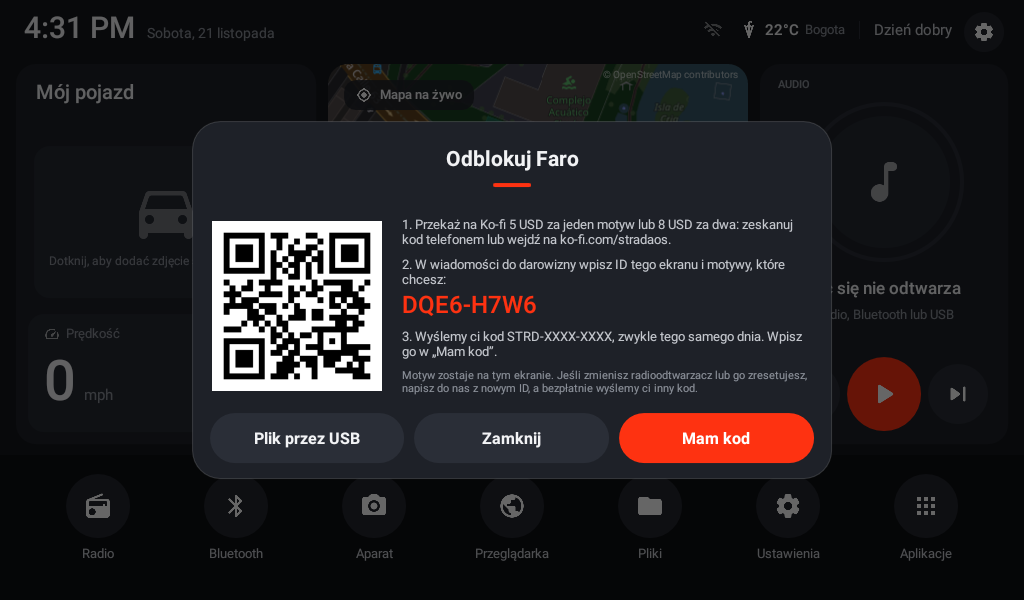 4:31 PM Sobota, 21 listopada
22°C Bogota Dzień dobry
Mój pojazd
Mapa na żywo
© OpenStreetMap contributors
Complejo
Acuático
Isla de
AUDIO
Odblokuj Faro
1. Przekaż na Ko-fi 5 USD za jeden motyw lub 8 USD za dwa: zeskanuj
kod telefonem lub wejdź na ko-fi.com/stradaos.
2. W wiadomości do darowizny wpisz ID tego ekranu i motywy, które
chcesz:
DQE6-H7W6
3. Wyślemy ci kod STRD-XXXX-XXXX, zwykle tego samego dnia. Wpisz
go w „Mam kod”.
Motyw zostaje na tym ekranie. Jeśli zmienisz radioodtwarzacz lub go zresetujesz,
napisz do nas z nowym ID, a bezpłatnie wyślemy ci inny kod.
Plik przez USB
Zamknij
Mam kod
Dotknij, aby dodać zdjęcie
Prędkość
0 mph
się nie odtwarza
Bluetooth lub USB
Radio
Bluetooth
Aparat
Przeglądarka
Pliki
Ustawienia
Aplikacje